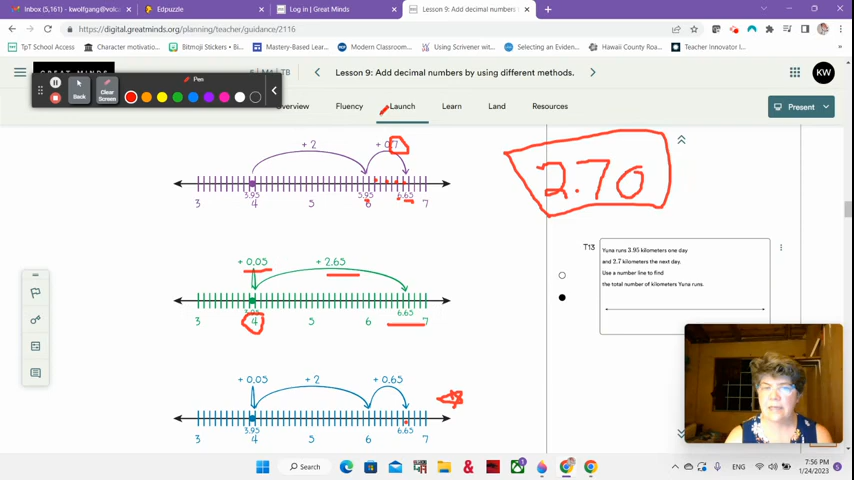 Inbox (5,161) - kwolfgang@volc
Edpuzzle
Log in | Great Minds
Lesson 9: Add decimal numbers
https://digital.greatminds.org/planning/teacher/guidance/2116
TpT School Access
Character motivatio...
Bitmoji Stickers | Bi...
Mastery-Based Lear...
Modern Classroom...
Using Scrivener wit...
Selecting an Eviden...
Hawaii County Road...
Teacher Innovator I...
GREAT MINDS
Lesson 9: Add decimal numbers by using different methods.
KW
Pen
Back
Clear Screen
verview
Fluency
Launch
Learn
Land
Resources
Present
+ 2
+ 0.7
3.95
5.95
6.65
3 4 5 6 7
2.70
+ 0.05
+ 2.65
3.95
6.65
3 4 5 6 7
T13
Yuna runs 3.95 kilometers one day
and 2.7 kilometers the next day.
Use a number line to find
the total number of kilometers Yuna runs.
+ 0.05
+ 2
+ 0.65
3.95
6.65
3 4 5 6 7
Search
ENG
7:56 PM
1/24/2023